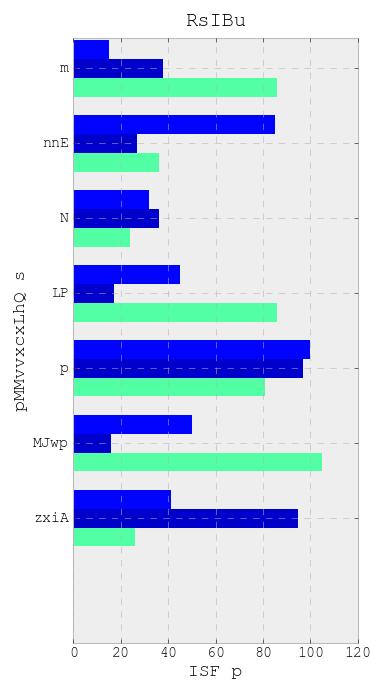 RsIBu
m
nnE
N
LP
p
MJwp
zxiA
pMMvvxcxLhQ s
0 20 40 60 80 100 120
ISF p